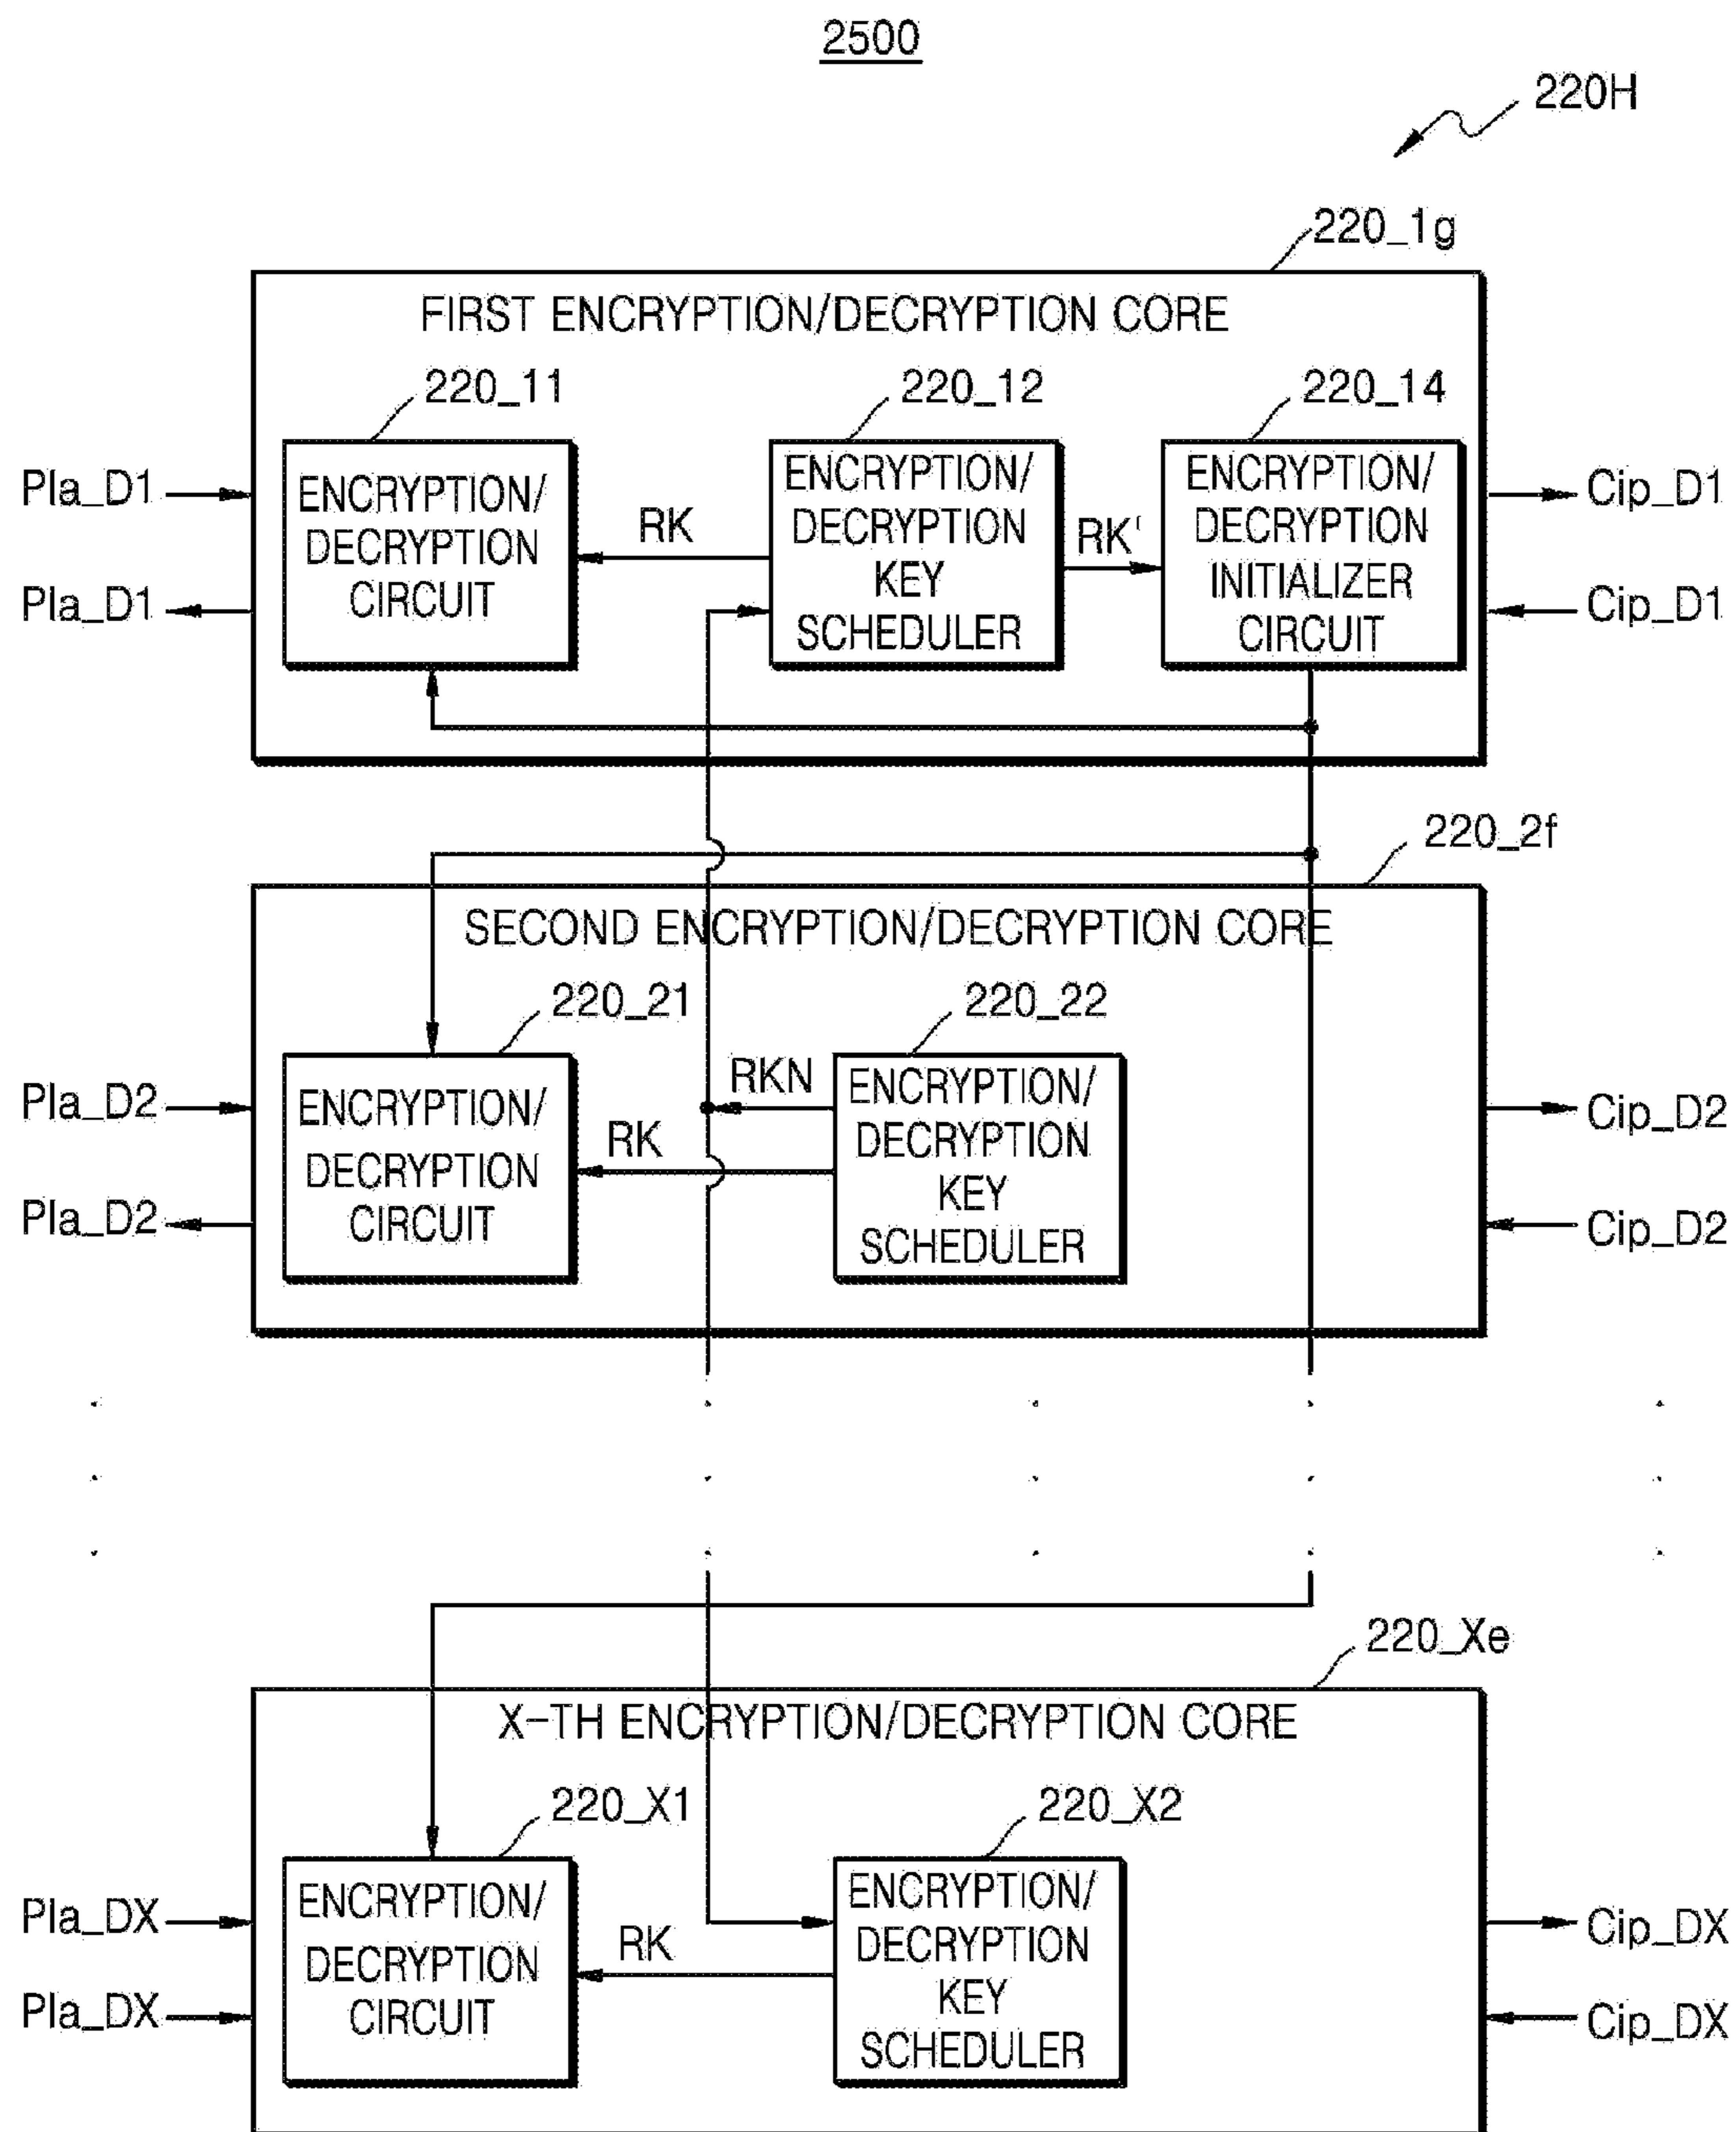 2500
220H
220_1g
FIRST ENCRYPTION/DECRYPTION CORE
220_11
220_12
220_14
Pla_D1
Pla_D1
ENCRYPTION/
DECRYPTION
CIRCUIT
RK
ENCRYPTION/
DECRYPTION
KEY
SCHEDULER
RK'
ENCRYPTION/
DECRYPTION
INITIALIZER
CIRCUIT
Cip_D1
Cip_D1
220_2f
SECOND ENCRYPTION/DECRYPTION CORE
220_21
220_22
Pla_D2
Pla_D2
ENCRYPTION/
DECRYPTION
CIRCUIT
RKN
RK
ENCRYPTION/
DECRYPTION
KEY
SCHEDULER
Cip_D2
Cip_D2
220_Xe
X-TH ENCRYPTION/DECRYPTION CORE
220_X1
220_X2
Pla_DX
Pla_DX
ENCRYPTION/
DECRYPTION
CIRCUIT
RK
ENCRYPTION/
DECRYPTION
KEY
SCHEDULER
Cip_DX
Cip_DX